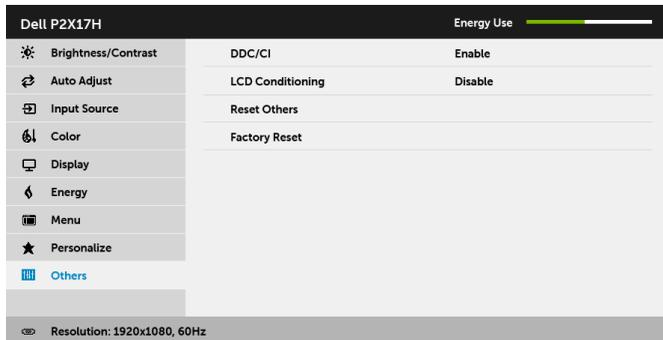 Dell P2X17H Energy Use
Brightness/Contrast DDC/CI Enable
Auto Adjust LCD Conditioning Disable
Input Source Reset Others
Color Factory Reset
Display
Energy
Menu
Personalize
Others
Resolution: 1920x1080, 60Hz